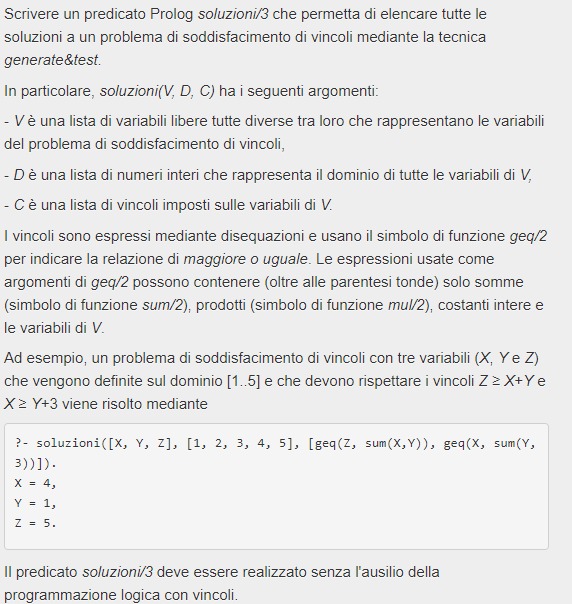 Scrivere un predicato Prolog soluzioni/3 che permetta di elencare tutte le
soluzioni a un problema di soddisfacimento di vincoli mediante la tecnica
generate&test.
In particolare, soluzioni(V, D, C) ha i seguenti argomenti:
- V è una lista di variabili libere tutte diverse tra loro che rappresentano le variabili
del problema di soddisfacimento di vincoli,
- D è una lista di numeri interi che rappresenta il dominio di tutte le variabili di V,
- C è una lista di vincoli imposti sulle variabili di V.
I vincoli sono espressi mediante disequazioni e usano il simbolo di funzione geq/2
per indicare la relazione di maggiore o uguale. Le espressioni usate come
argomenti di geq/2 possono contenere (oltre alle parentesi tonde) solo somme
(simbolo di funzione sum/2), prodotti (simbolo di funzione mul/2), costanti intere e
le variabili di V.
Ad esempio, un problema di soddisfacimento di vincoli con tre variabili (X, Y e Z)
che vengono definite sul dominio [1..5] e che devono rispettare i vincoli Z ≥ X+Y e
X ≥ Y+3 viene risolto mediante
?- soluzioni([X, Y, Z], [1, 2, 3, 4, 5], [geq(Z, sum(X,Y)), geq(X, sum(Y,
3))]).
X = 4,
Y = 1,
Z = 5.
Il predicato soluzioni/3 deve essere realizzato senza l'ausilio della
programmazione logica con vincoli.